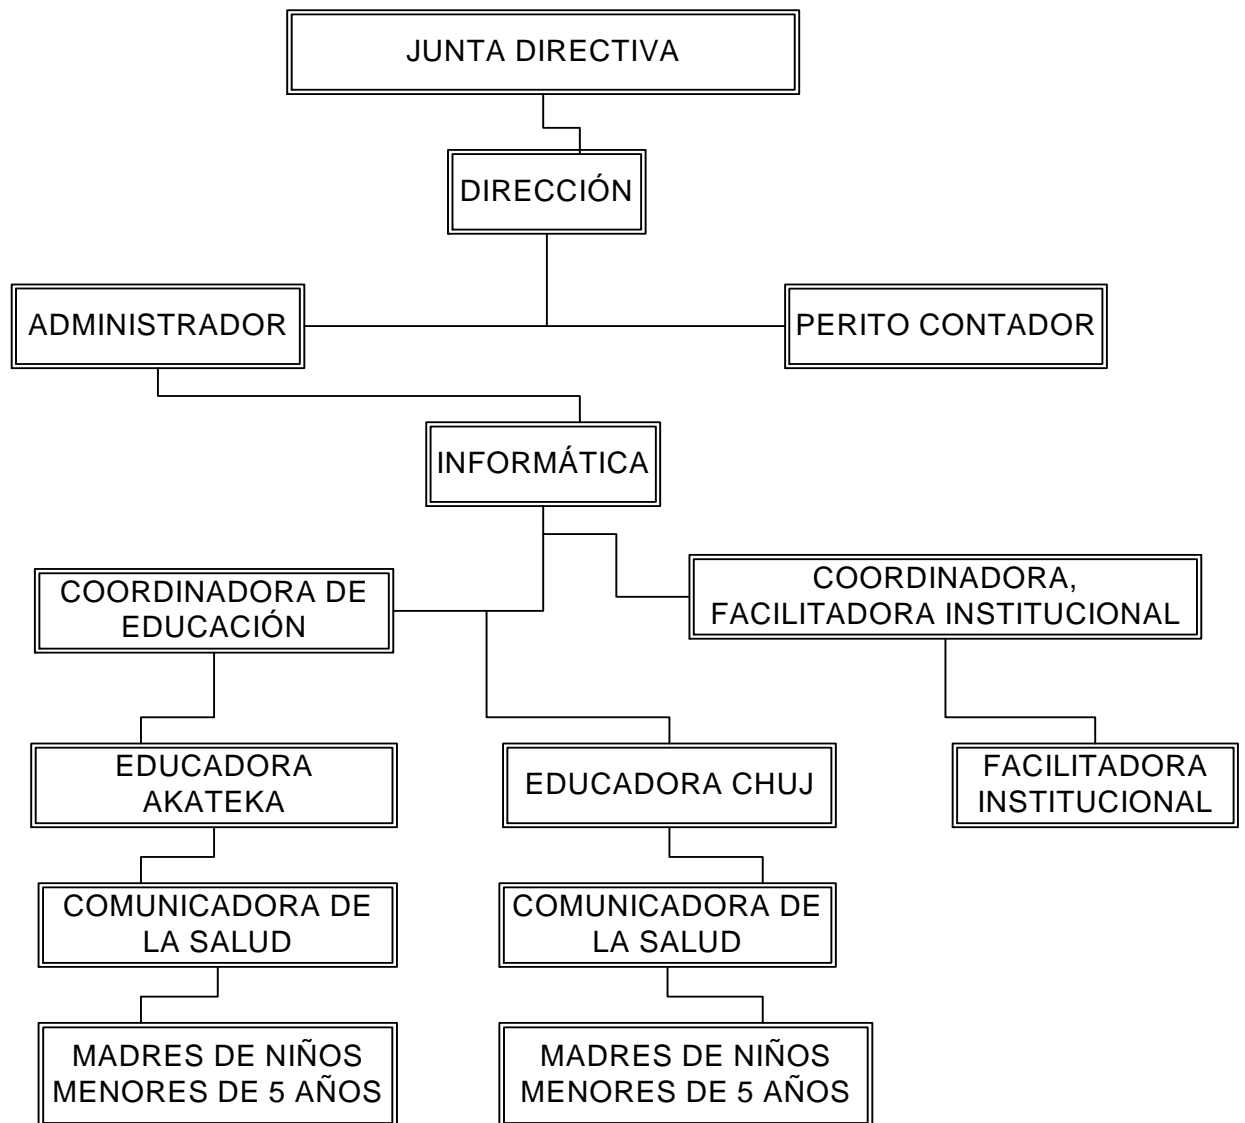 JUNTA DIRECTIVA
DIRECCIÓN
ADMINISTRADOR
PERITO CONTADOR
INFORMÁTICA
COORDINADORA DE
EDUCACIÓN
COORDINADORA,
FACILITADORA INSTITUCIONAL
EDUCADORA
AKATEKA
EDUCADORA CHUJ
FACILITADORA
INSTITUCIONAL
COMUNICADORA DE
LA SALUD
COMUNICADORA DE
LA SALUD
MADRES DE NIÑOS
MENORES DE 5 AÑOS
MADRES DE NIÑOS
MENORES DE 5 AÑOS